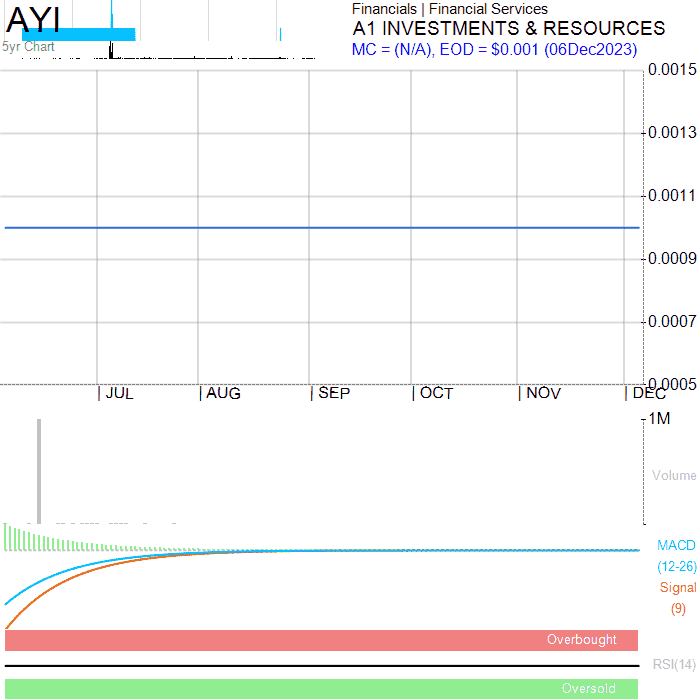 AYI
5yr Chart
Financials | Financial Services
A1 INVESTMENTS & RESOURCES
MC = (N/A), EOD = $0.001 (06Dec2023)
0.0015
0.0013
0.0011
0.0009
0.0007
0.0005
| JUL | AUG | SEP | OCT | NOV | DEC
1M
Volume
MACD
(12-26)
Signal
(9)
Overbought
RSI(14)
Oversold